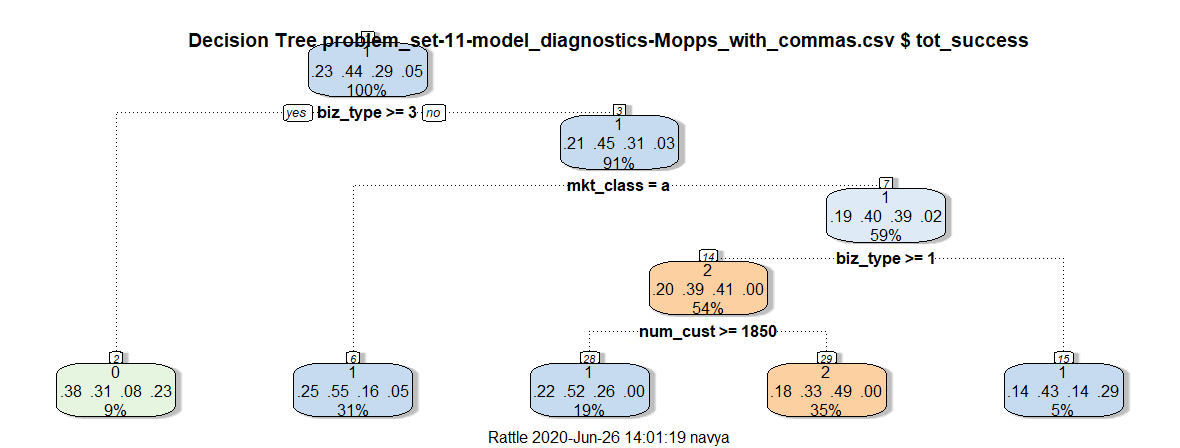 Decision Tree problem_set-11-model_diagnostics-Mopps_with_commas.csv $ tot_success
1
1
.23 .44 .29 .05
100%
yes biz_type >= 3 no
3
1
.21 .45 .31 .03
91%
mkt_class = a
7
1
.19 .40 .39 .02
59%
biz_type >= 1
14
2
.20 .39 .41 .00
54%
num_cust >= 1850
2 6 28 29 15
0 1 1 2 1
.38 .31 .08 .23 .25 .55 .16 .05 .22 .52 .26 .00 .18 .33 .49 .00 .14 .43 .14 .29
9% 31% 19% 35% 5%
Rattle 2020-Jun-26 14:01:19 navya